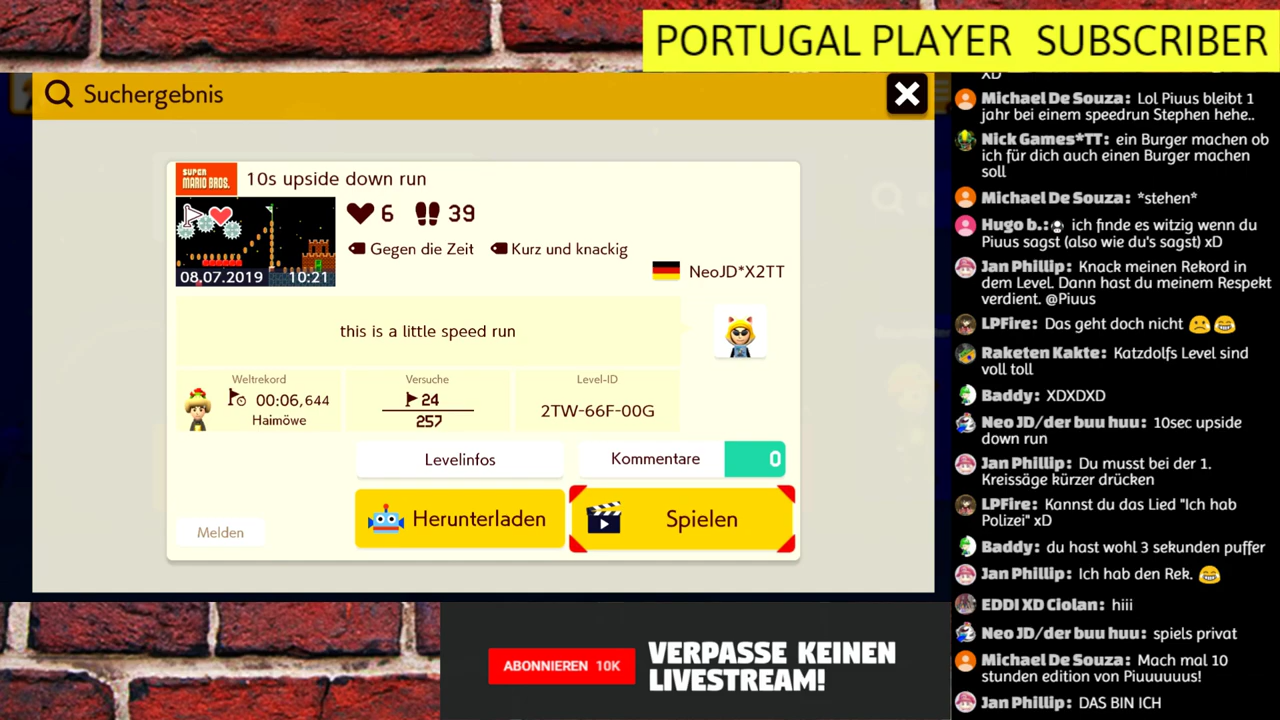 PORTUGAL PLAYER SUBSCRIBER
Suchergebnis
SUPER
MARIO BROS.
10s upside down run
6 39
Gegen die Zeit Kurz und knackig
08.07.2019 10:21
NeoJD*X2TT
this is a little speed run
Weltrekord
00:06,644
Haimöwe
Versuche
24
257
Level-ID
2TW-66F-00G
Levelinfos
Kommentare 0
Melden
Herunterladen
Spielen
ABONNIEREN 10K
VERPASSE KEINEN
LIVESTREAM!
XD
Michael De Souza: Lol Piuus bleibt 1
jahr bei einem speedrun Stephen hehe..
Nick Games*TT: ein Burger machen ob
ich für dich auch einen Burger machen
soll
Michael De Souza: *stehen*
Hugo b.: ich finde es witzig wenn du
Piuus sagst (also wie du's sagst) xD
Jan Phillip: Knack meinen Rekord in
dem Level. Dann hast du meinem Respekt
verdient. @Piuus
LPFire: Das geht doch nicht 🙁😂
Raketen Kakte: Katzdolfs Level sind
voll toll
Baddy: XDXDXD
Neo JD/der buu huu: 10sec upside
down run
Jan Phillip: Du musst bei der 1.
Kreissäge kürzer drücken
LPFire: Kannst du das Lied "Ich hab
Polizei" xD
Baddy: du hast wohl 3 sekunden puffer
Jan Phillip: Ich hab den Rek. 😂
EDDI XD Ciolan: hiii
Neo JD/der buu huu: spiels privat
Michael De Souza: Mach mal 10
stunden edition von Piuuuuuus!
Jan Phillip: DAS BIN ICH